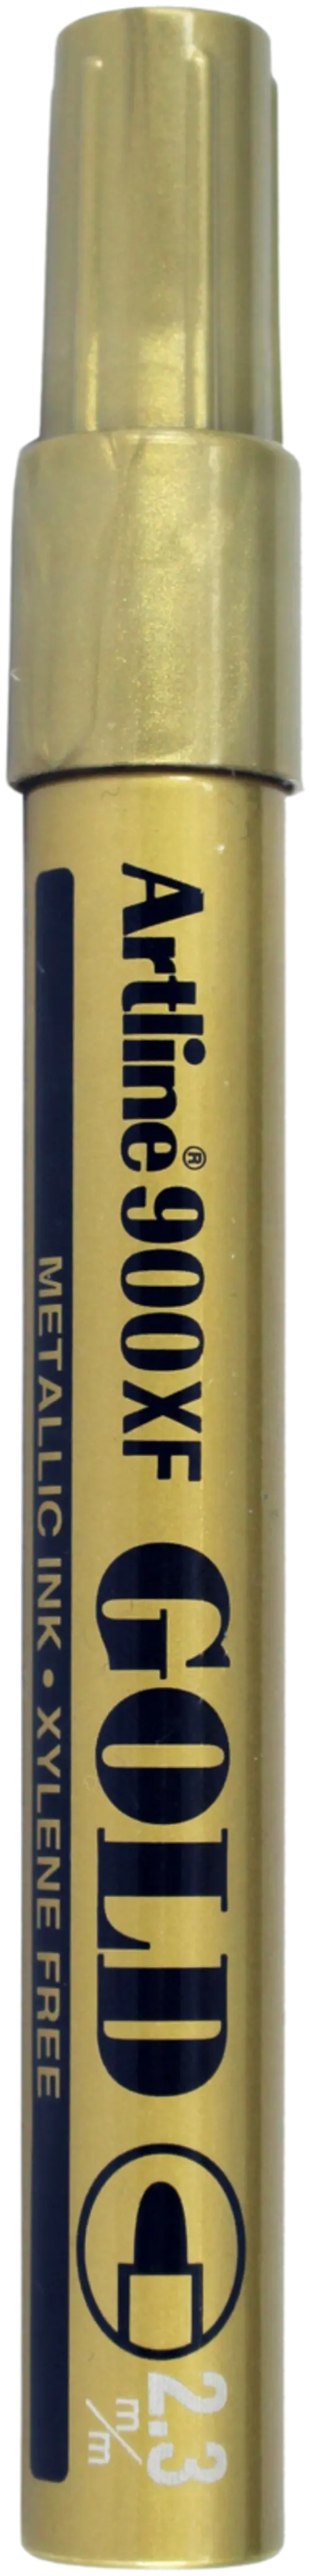 Artline® 900XF GOLD 2.3 m/m
METALLIC INK • XYLENE FREE